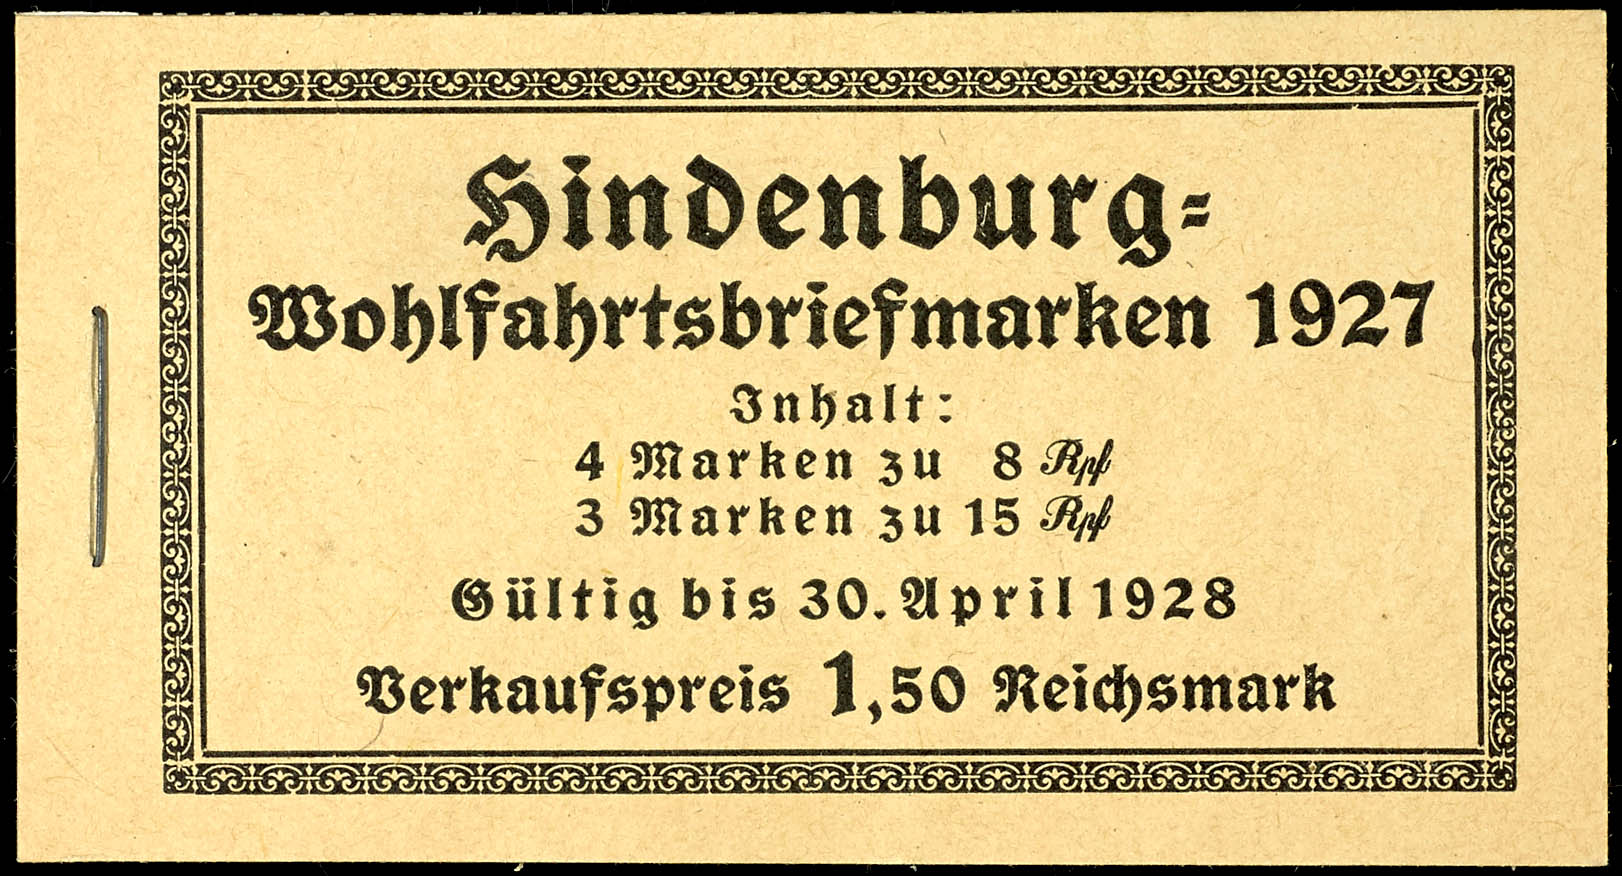 Hindenburg=
Wohlfahrtsbriefmarken 1927
Inhalt:
4 Marken zu 8 Rpf
3 Marken zu 15 Rpf
Gültig bis 30. April 1928
Verkaufspreis 1,50 Reichsmark